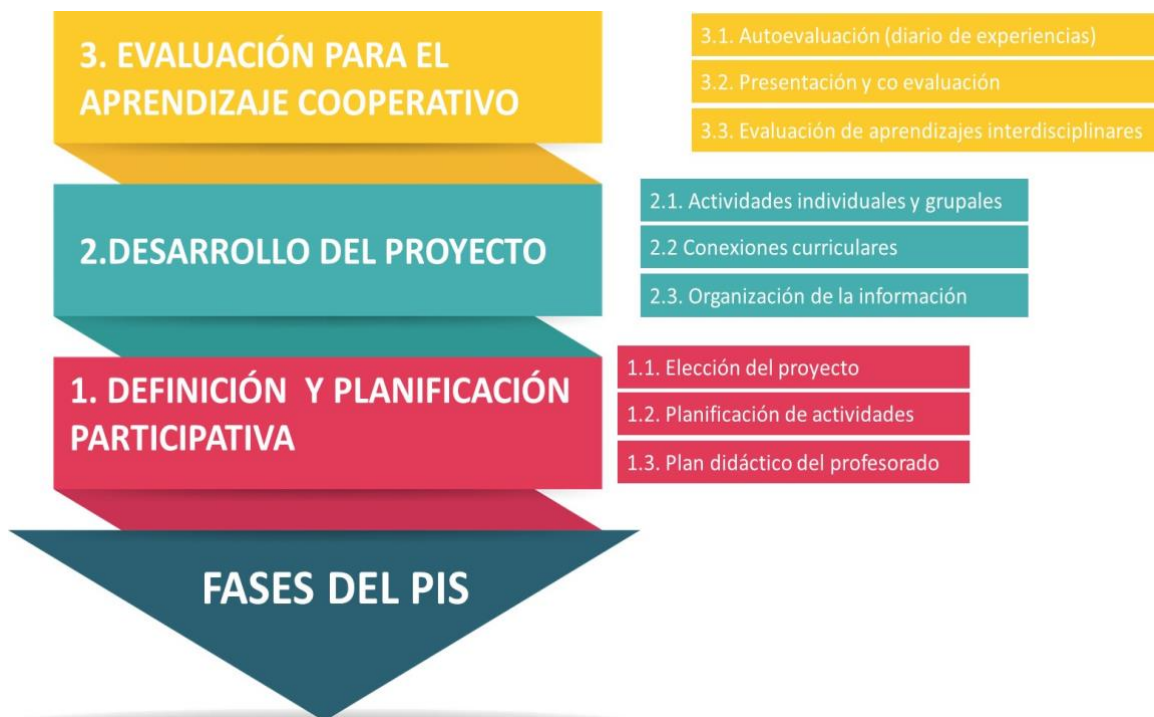 3. EVALUACIÓN PARA EL
APRENDIZAJE COOPERATIVO
3.1. Autoevaluación (diario de experiencias)
3.2. Presentación y co evaluación
3.3. Evaluación de aprendizajes interdisciplinares
2.DESARROLLO DEL PROYECTO
2.1. Actividades individuales y grupales
2.2 Conexiones curriculares
2.3. Organización de la información
1. DEFINICIÓN Y PLANIFICACIÓN
PARTICIPATIVA
1.1. Elección del proyecto
1.2. Planificación de actividades
1.3. Plan didáctico del profesorado
FASES DEL PIS